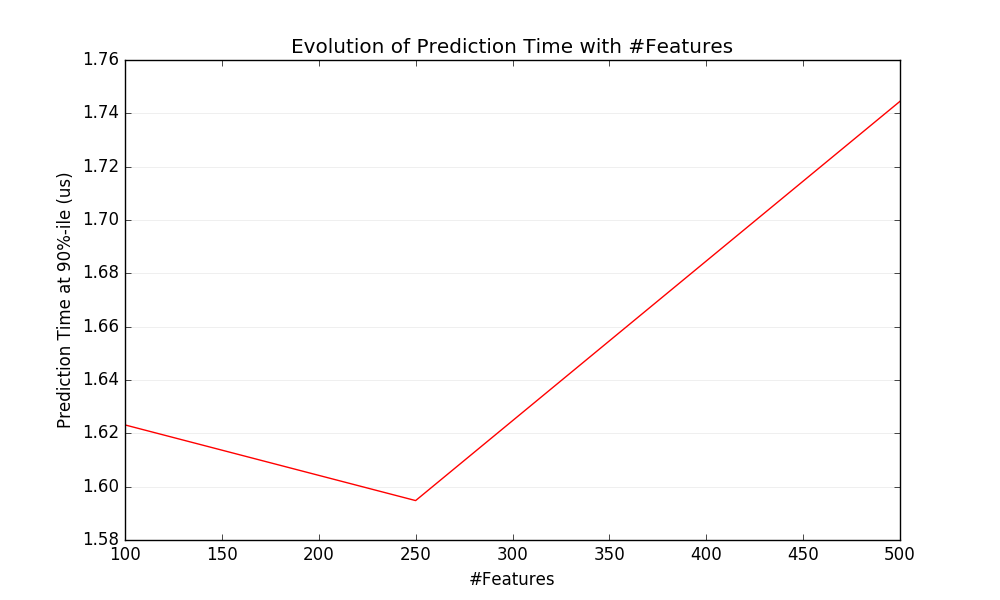 Evolution of Prediction Time with #Features
1.76
1.74
1.72
1.70
1.68
1.66
1.64
1.62
1.60
1.58
Prediction Time at 90%-ile (us)
100 150 200 250 300 350 400 450 500
#Features